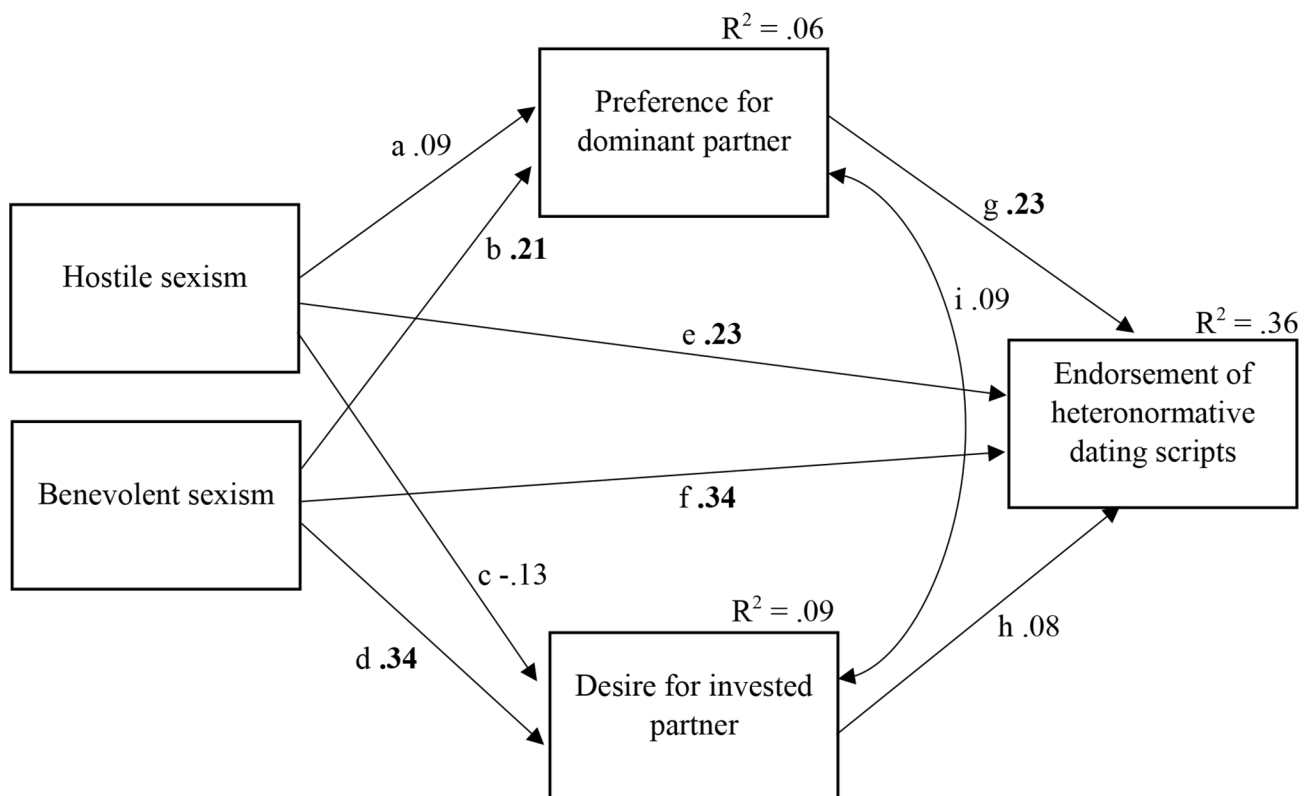 R² = .06
Preference for
dominant partner
a .09
g .23
Hostile sexism
b .21
i .09
e .23
R² = .36
Endorsement of
heteronormative
dating scripts
Benevolent sexism
f .34
c -.13
R² = .09
h .08
d .34
Desire for invested
partner